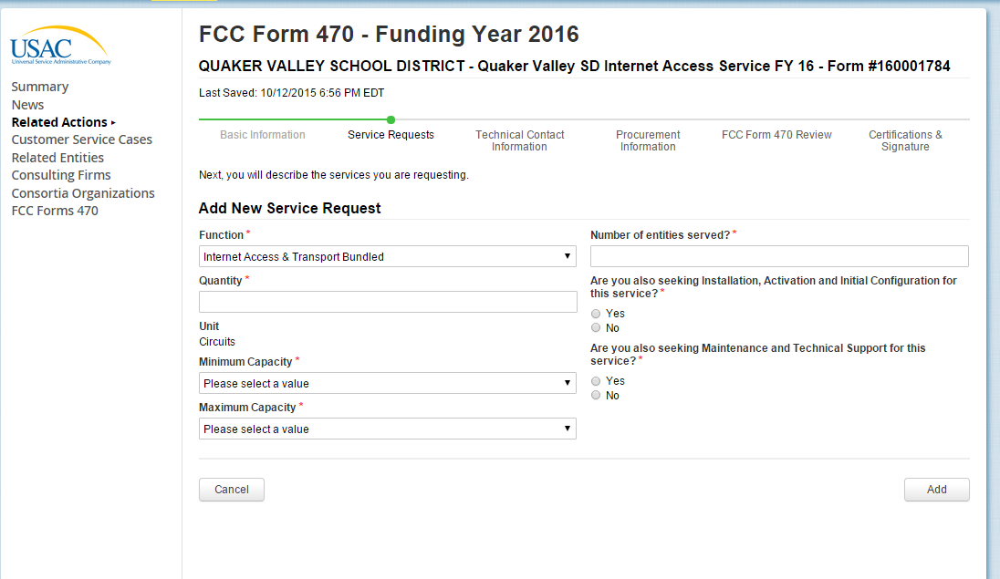 USAC
Universal Service Administrative Company
Summary
News
Related Actions ▸
Customer Service Cases
Related Entities
Consulting Firms
Consortia Organizations
FCC Forms 470
FCC Form 470 - Funding Year 2016
QUAKER VALLEY SCHOOL DISTRICT - Quaker Valley SD Internet Access Service FY 16 - Form #160001784
Last Saved: 10/12/2015 6:56 PM EDT
Basic Information
Service Requests
Technical Contact
Information
Procurement
Information
FCC Form 470 Review
Certifications &
Signature
Next, you will describe the services you are requesting.
Add New Service Request
Function *
Internet Access & Transport Bundled
Quantity *
Unit
Circuits
Minimum Capacity *
Please select a value
Maximum Capacity *
Please select a value
Number of entities served? *
Are you also seeking Installation, Activation and Initial Configuration for
this service? *
Yes
No
Are you also seeking Maintenance and Technical Support for this
service? *
Yes
No
Cancel
Add